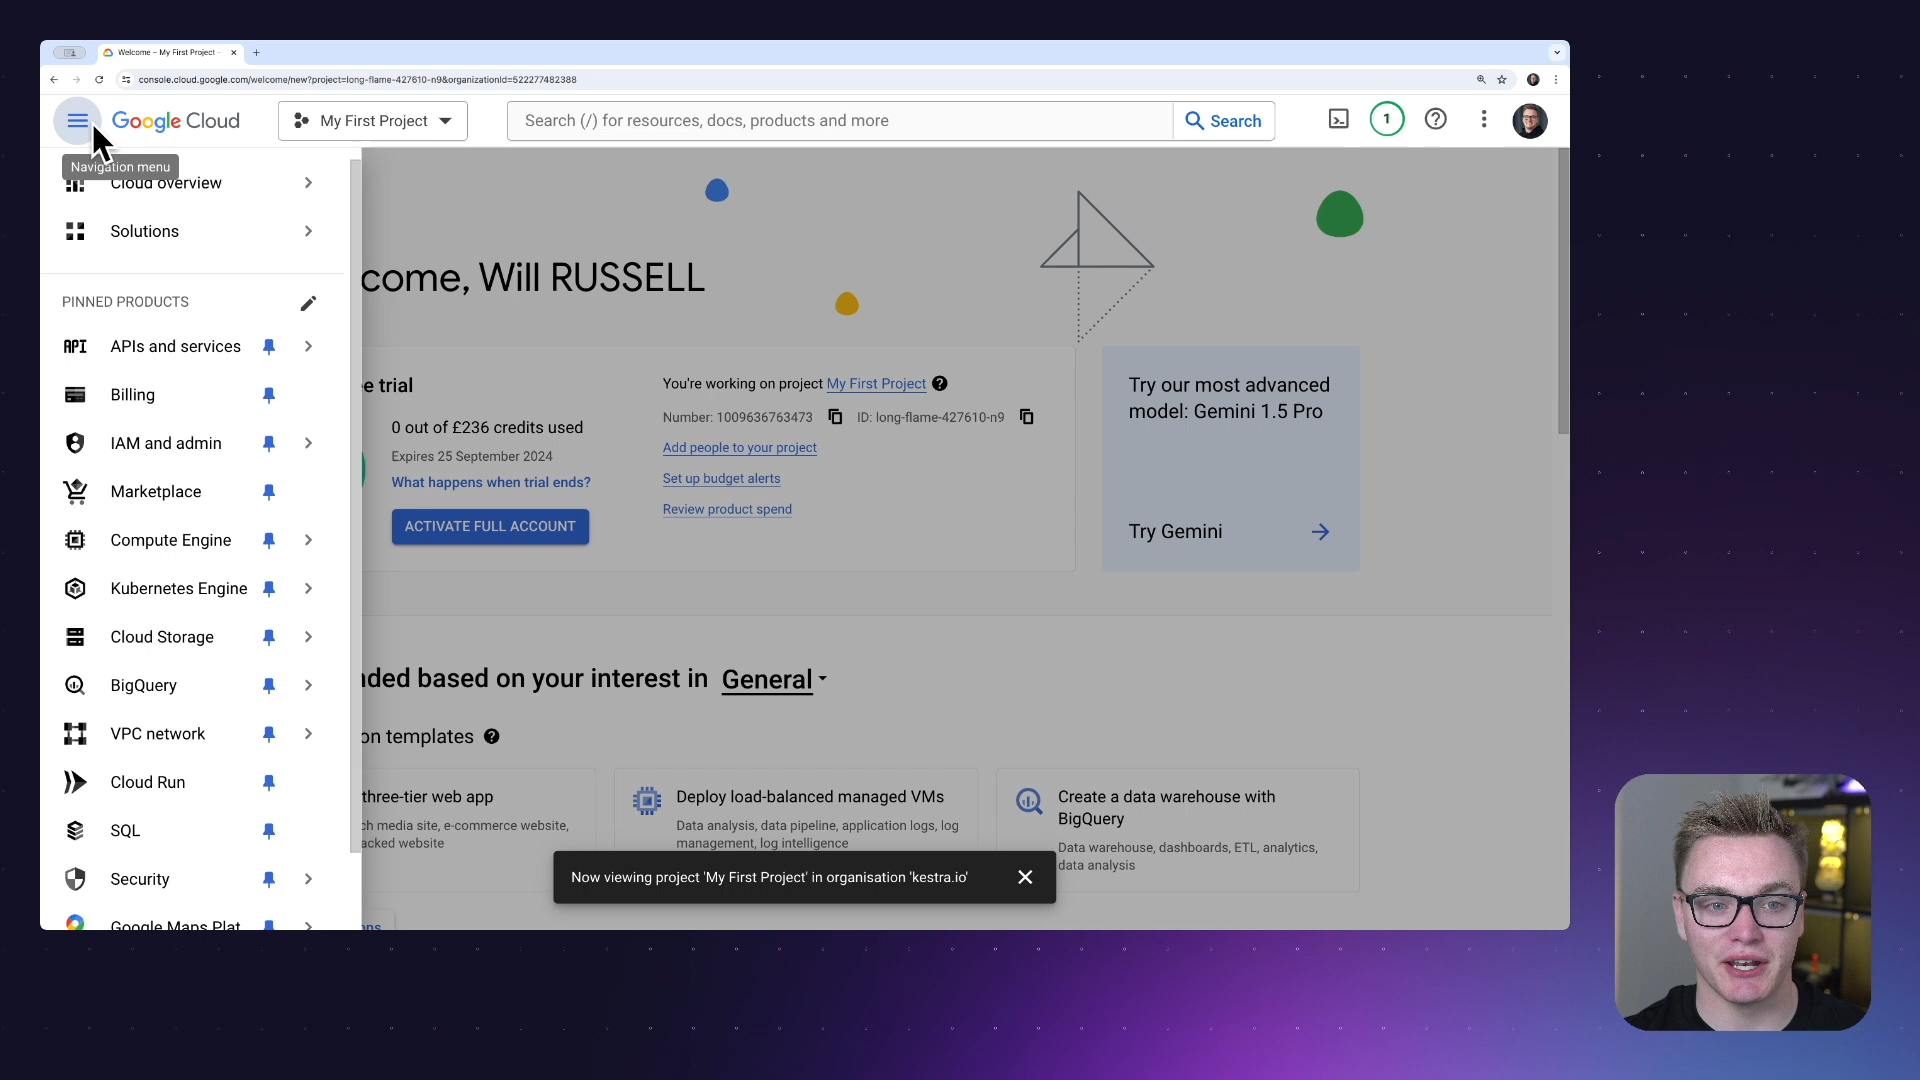 Welcome – My First Project -
console.cloud.google.com/welcome/new?project=long-flame-427610-n9&organizationId=522277482388
Google Cloud
My First Project
Search (/) for resources, docs, products and more
Search
1
Navigation menu
Cloud overview
Solutions
PINNED PRODUCTS
API APIs and services
Billing
IAM and admin
Marketplace
Compute Engine
Kubernetes Engine
Cloud Storage
BigQuery
VPC network
Cloud Run
SQL
Security
Google Maps Plat
come, Will RUSSELL
e trial
0 out of £236 credits used
Expires 25 September 2024
What happens when trial ends?
ACTIVATE FULL ACCOUNT
You're working on project My First Project
Number: 1009636763473 ID: long-flame-427610-n9
Add people to your project
Set up budget alerts
Review product spend
Try our most advanced
model: Gemini 1.5 Pro
Try Gemini
ded based on your interest in General
on templates
three-tier web app
ch media site, e-commerce website,
acked website
Deploy load-balanced managed VMs
Data analysis, data pipeline, application logs, log
management, log intelligence
Create a data warehouse with
BigQuery
Data warehouse, dashboards, ETL, analytics,
data analysis
Now viewing project 'My First Project' in organisation 'kestra.io'